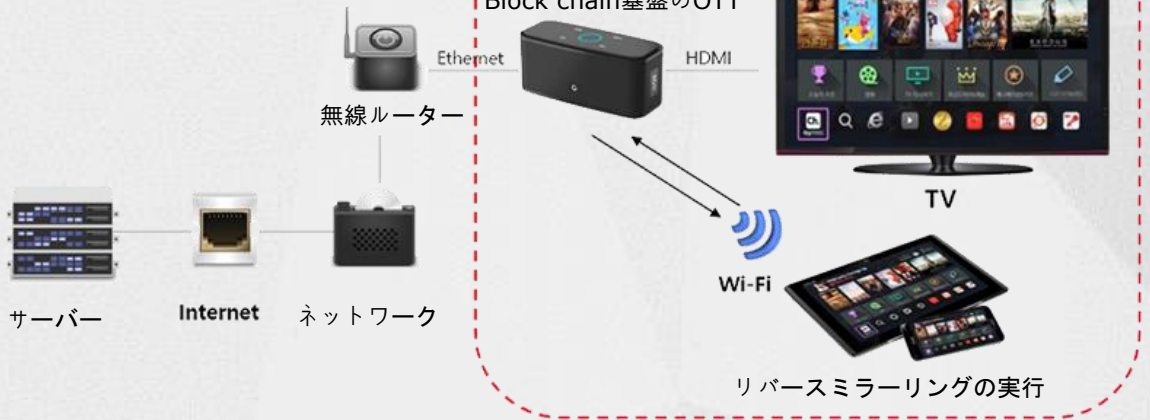 Block chain基盤のOTT
Ethernet
HDMI
無線ルーター
TV
Wi-Fi
サーバー
Internet
ネットワーク
リバースミラーリングの実行